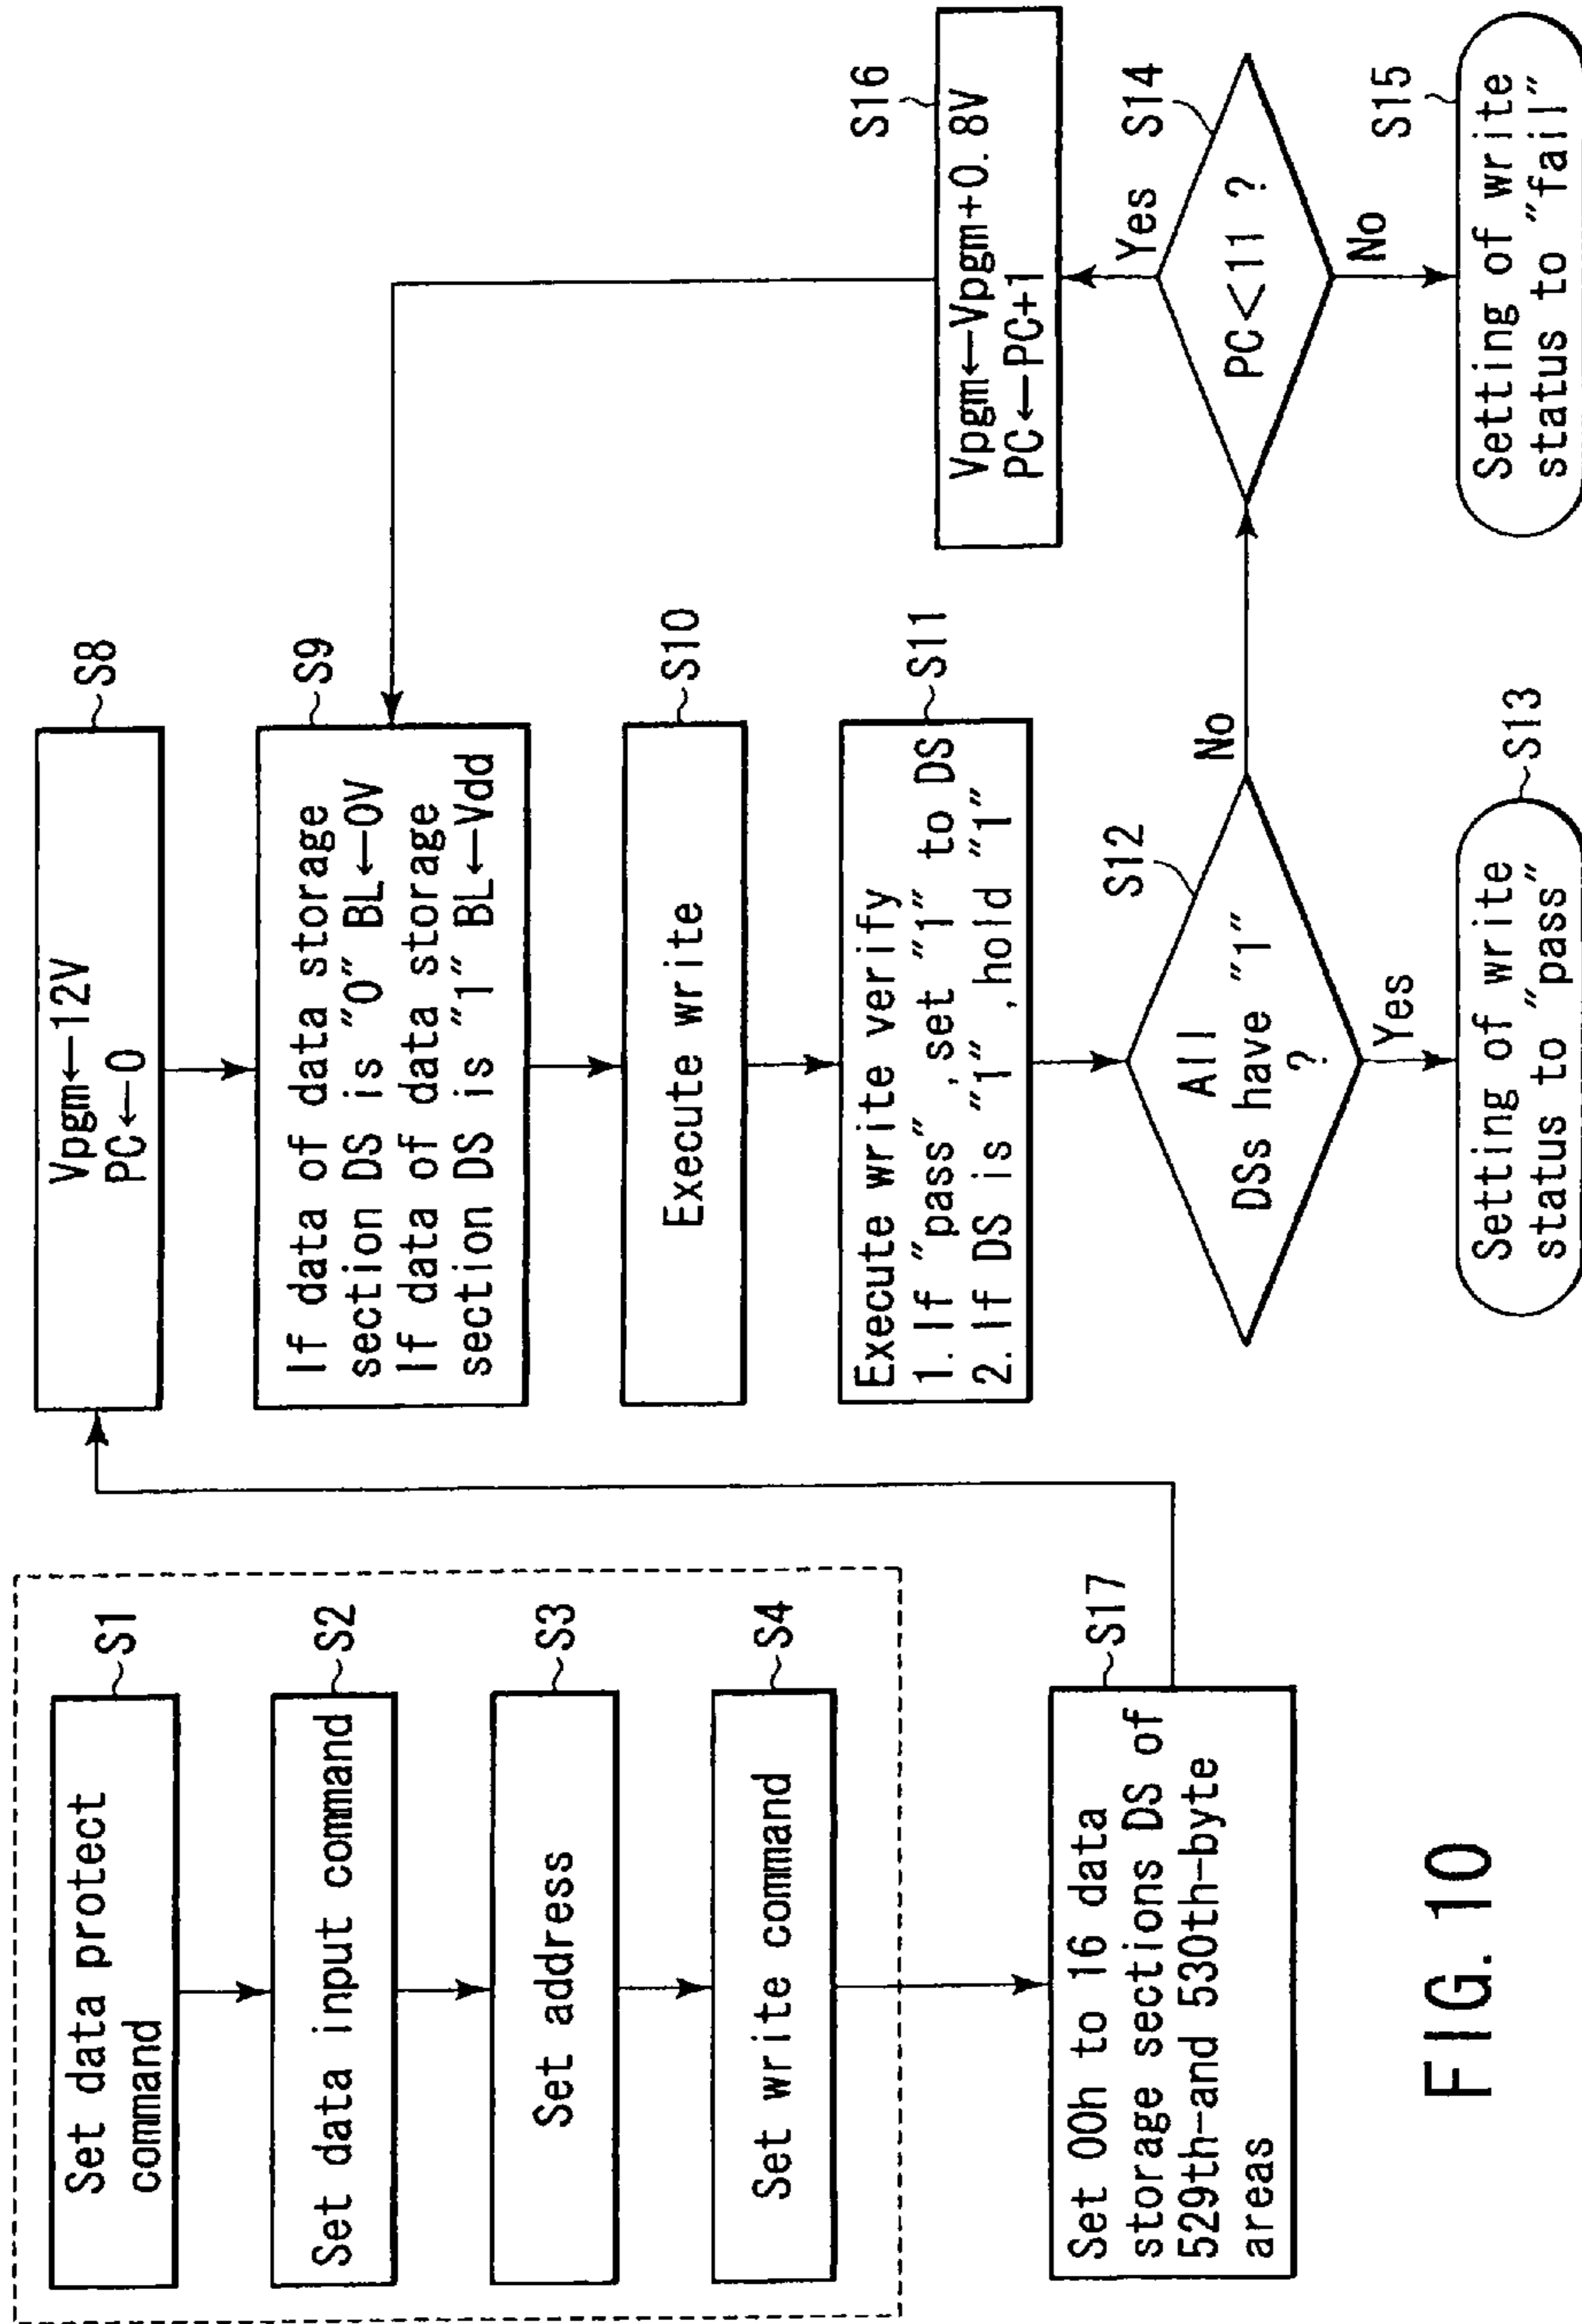 Set data protect
command
S1
Set data input command
S2
Set address
S3
Set write command
S4
Set 00h to 16 data
storage sections DS of
529th-and 530th-byte
areas
S17
Vpgm←12V
PC←0
S8
If data of data storage
section DS is "0" BL←0V
If data of data storage
section DS is "1" BL←Vdd
S9
Execute write
S10
Execute write verify
1. If "pass", set "1" to DS
2. If DS is "1", hold "1"
S11
All
DSs have "1"
?
S12
No
Yes
Setting of write
status to "pass"
S13
Vpgm←Vpgm+0.8V
PC←PC+1
S16
Yes
S14
PC<11 ?
No
Setting of write
status to "fail"
S15
FIG. 10